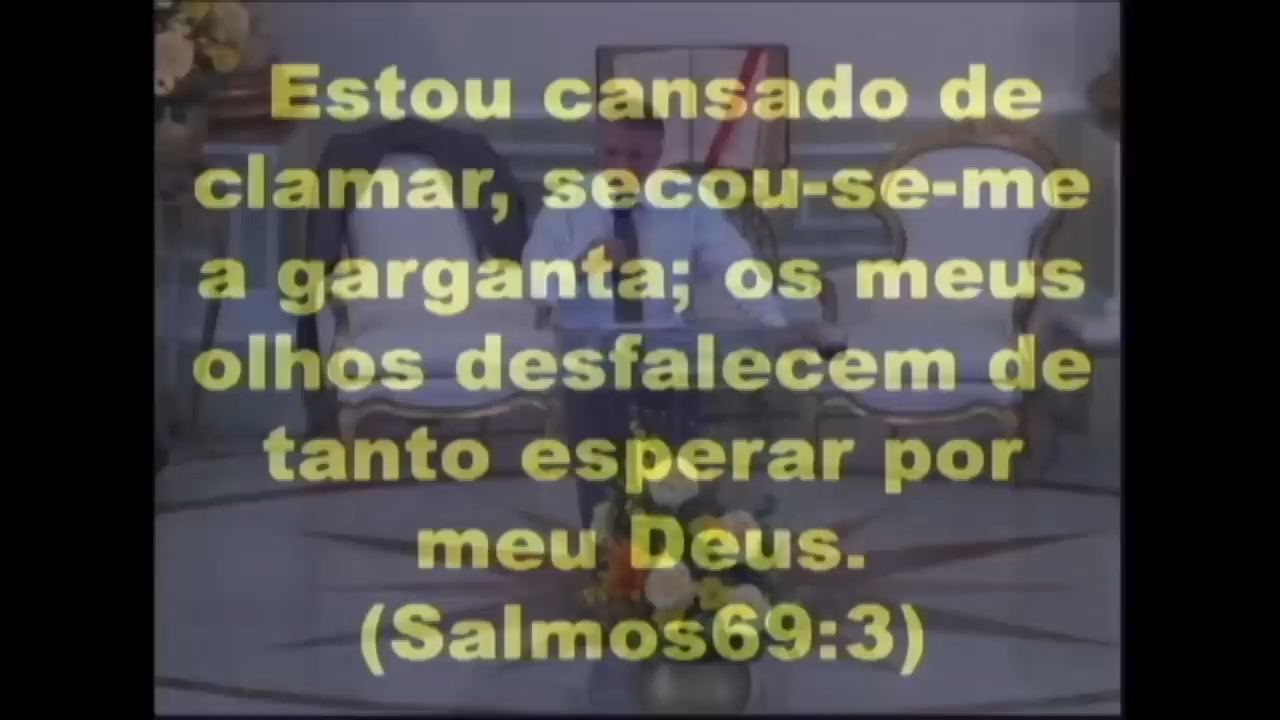 Estou cansado de
clamar, secou-se-me
a garganta; os meus
olhos desfalecem de
tanto esperar por
meu Deus.
(Salmos69:3)